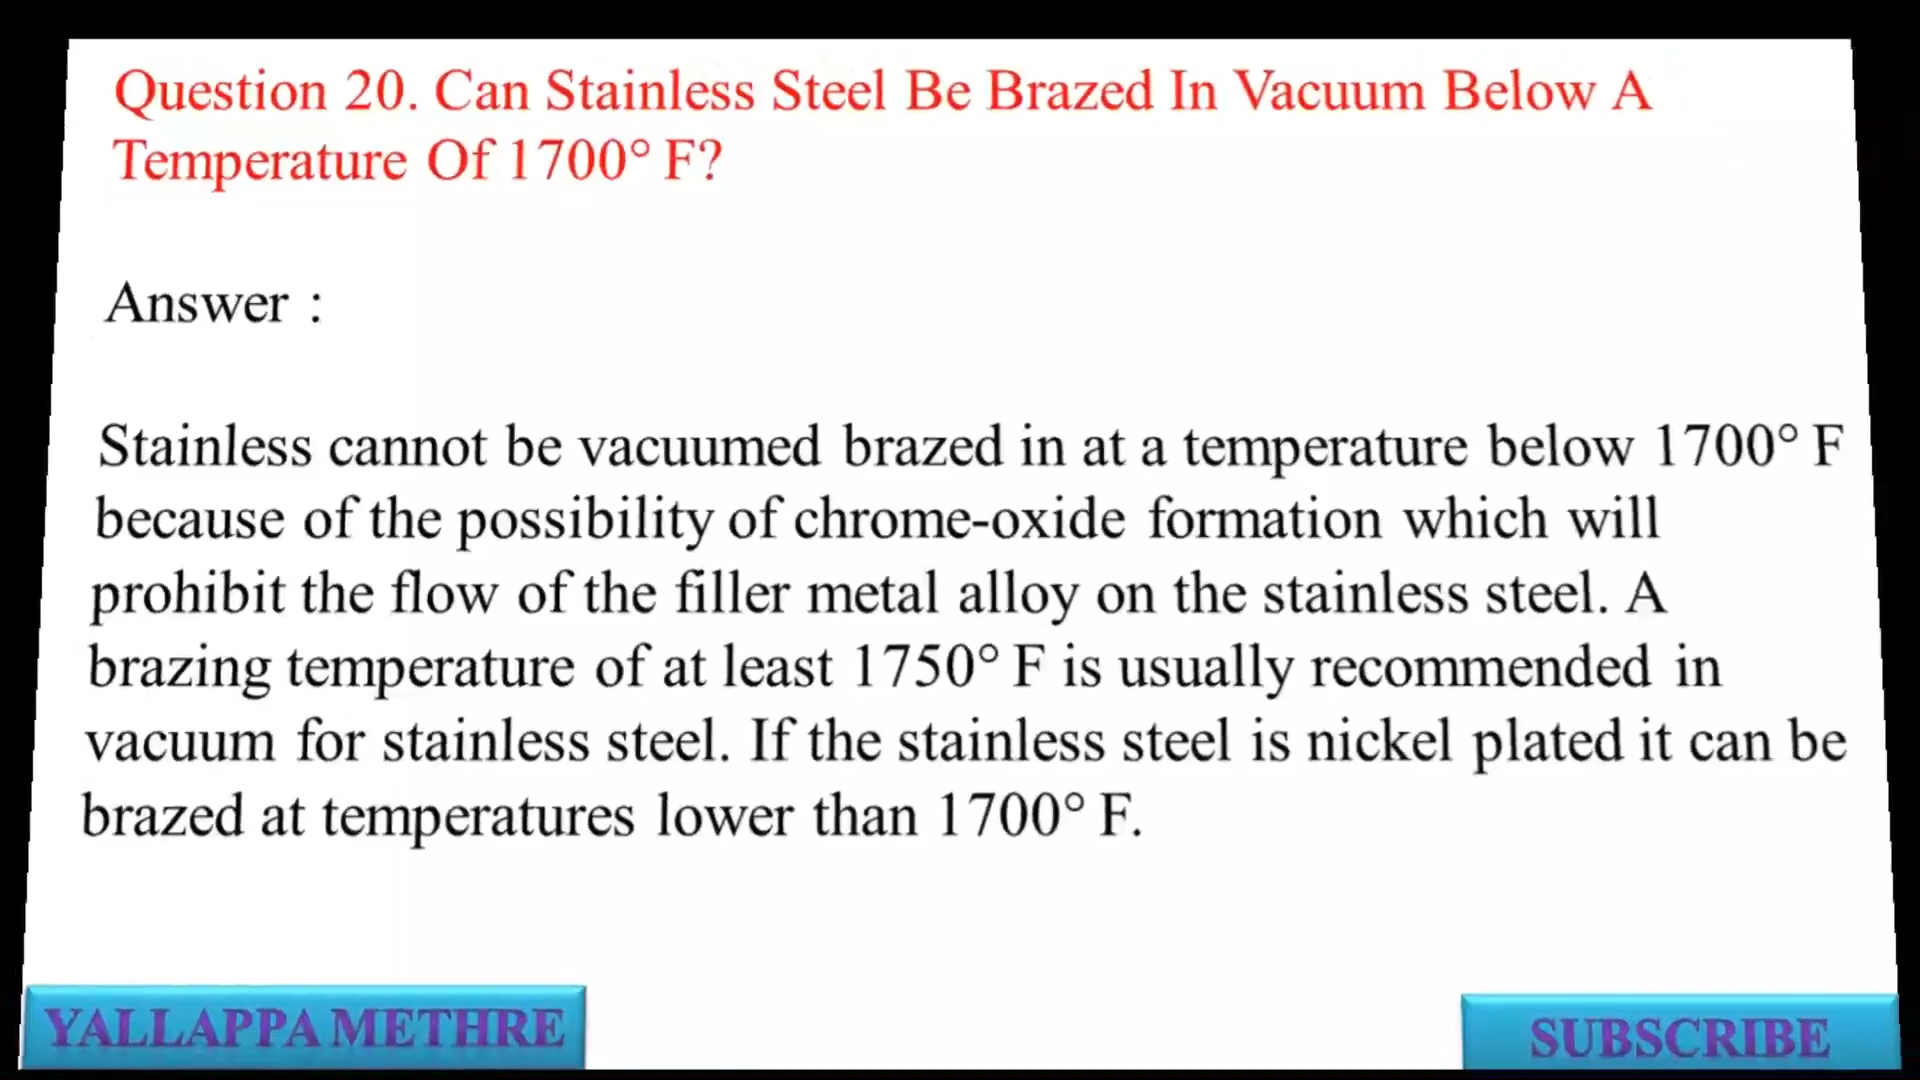 Question 20. Can Stainless Steel Be Brazed In Vacuum Below A
Temperature Of 1700° F?
Answer :
Stainless cannot be vacuumed brazed in at a temperature below 1700° F
because of the possibility of chrome-oxide formation which will
prohibit the flow of the filler metal alloy on the stainless steel. A
brazing temperature of at least 1750° F is usually recommended in
vacuum for stainless steel. If the stainless steel is nickel plated it can be
brazed at temperatures lower than 1700° F.
YALLAPPA METHRE
SUBSCRIBE